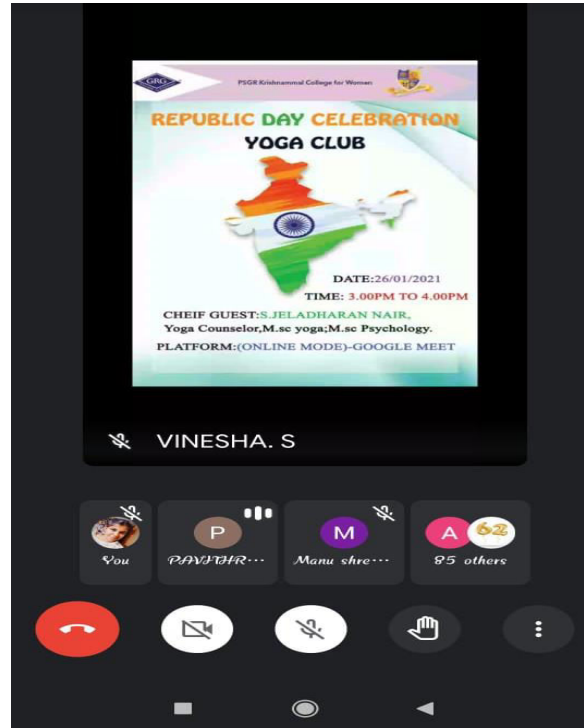 GRG
PSGR Krishnammal College for Women
REPUBLIC DAY CELEBRATION
YOGA CLUB
DATE:26/01/2021
TIME: 3.00PM TO 4.00PM
CHEIF GUEST:S.JELADHARAN NAIR,
Yoga Counselor,M.sc yoga;M.sc Psychology.
PLATFORM:(ONLINE MODE)-GOOGLE MEET
VINESHA. S
P
M
A
62
You
PAVITHR...
Manu shre...
85 others